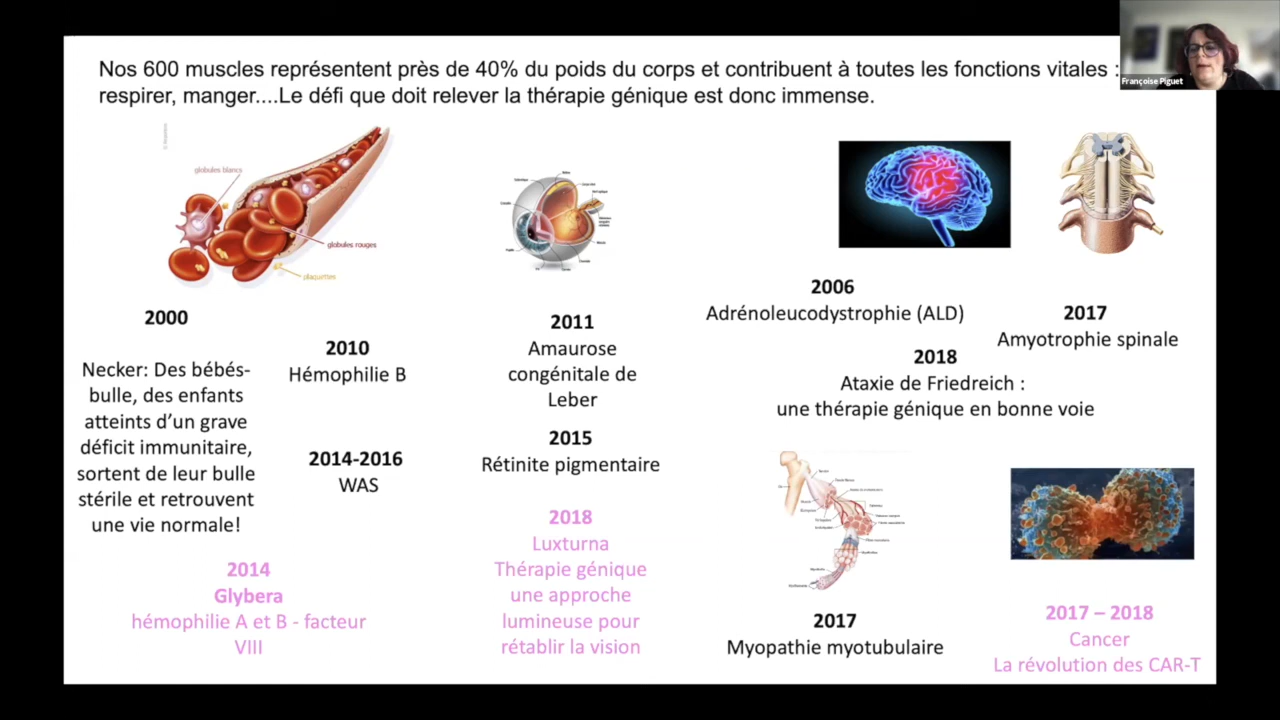 Nos 600 muscles représentent près de 40% du poids du corps et contribuent à toutes les fonctions vitales :
respirer, manger....Le défi que doit relever la thérapie génique est donc immense.
Françoise Piguet
globules blancs
globules rouges
plaquettes
2000
Necker: Des bébés-
bulle, des enfants
atteints d’un grave
déficit immunitaire,
sortent de leur bulle
stérile et retrouvent
une vie normale!
2010
Hémophilie B
2014-2016
WAS
2014
Glybera
hémophilie A et B - facteur
VIII
2011
Amaurose
congénitale de
Leber
2015
Rétinite pigmentaire
2018
Luxturna
Thérapie génique
une approche
lumineuse pour
rétablir la vision
2006
Adrénoleucodystrophie (ALD)
2017
Amyotrophie spinale
2018
Ataxie de Friedreich :
une thérapie génique en bonne voie
2017
Myopathie myotubulaire
2017 – 2018
Cancer
La révolution des CAR-T